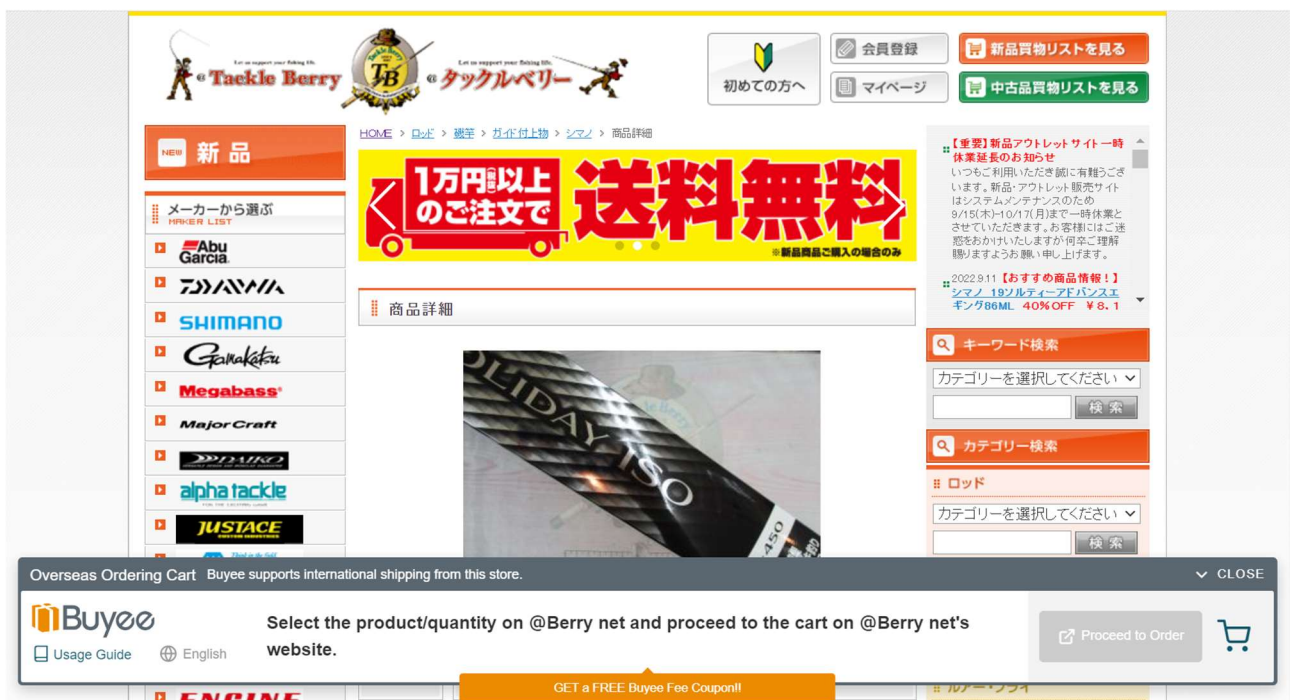 Let us support your fishing life.
@ Tackle Berry
Tackle Berry
TB
Let us support your fishing life.
@ タックルベリー
初めての方へ
会員登録
新品買物リストを見る
マイページ
中古品買物リストを見る
NEW 新品
メーカーから選ぶ
MAKER LIST
Abu
Garcia
DAIWA
SHIMANO
Gamakatsu
Megabass
Major Craft
DAIKO
alpha tackle
JUSTACE
CUSTOM INDUSTRIES
ENGINE
HOME > ロッド > 磯竿 > ガイド付上物 > シマノ > 商品詳細
1万円(税抜)以上
のご注文で
送料無料
※新品商品ご購入の場合のみ
商品詳細
HOLIDAY ISO
450
【重要】新品アウトレットサイト一時
休業延長のお知らせ
いつもご利用いただき誠に有難うござ
います。新品・アウトレット販売サイト
はシステムメンテナンスのため
9/15(木)~10/17(月)まで一時休業と
させていただきます。お客様にはご迷
惑をおかけいたしますが何卒ご理解
賜りますようお願い申し上げます。
2022.9.11【おすすめ商品情報！】
シマノ 19ソルティーアドバンスエ
ギング86ML 40%OFF ￥8,1
キーワード検索
カテゴリーを選択してください
検索
カテゴリー検索
ロッド
カテゴリーを選択してください
検索
Overseas Ordering Cart Buyee supports international shipping from this store.
CLOSE
Buyee
Usage Guide
English
Select the product/quantity on @Berry net and proceed to the cart on @Berry net's
website.
Proceed to Order
GET a FREE Buyee Fee Coupon!!
ルアー・フライ